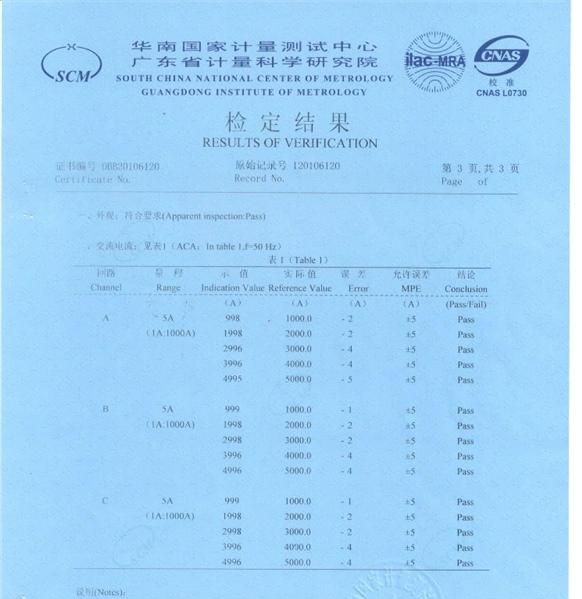 华南国家计量测试中心
广东省计量科学研究院
SOUTH CHINA NATIONAL CENTER OF METROLOGY
GUANGDONG INSTITUTE OF METROLOGY
SCM
ilac-MRA
CNAS
校 准
CNAS L0730
检定结果
RESULTS OF VERIFICATION
证书编号 DBB20106120 原始记录号 120106120 第 3 页,共 3 页
Certificate No. Record No. Page of
一、外观：符合要求(Apparent inspection:Pass)
、交流电流：见表1（ACA：In table 1,f=50 Hz）
表 1（Table 1）
回路 量 程 示 值 实际值 误 差 允许误差 结论
Channel Range Indication Value Reference Value Error MPE Conclusion
（A） （A） （A） （A） (Pass/Fail)
A 5A 998 1000.0 - 2 ±5 Pass
(1A:1000A) 1998 2000.0 - 2 ±5 Pass
2996 3000.0 - 4 ±5 Pass
3996 4000.0 - 4 ±5 Pass
4995 5000.0 - 5 ±5 Pass
B 5A 999 1000.0 - 1 ±5 Pass
(1A:1000A) 1998 2000.0 - 2 ±5 Pass
2998 3000.0 - 2 ±5 Pass
3996 4000.0 - 4 ±5 Pass
4996 5000.0 - 4 ±5 Pass
C 5A 999 1000.0 - 1 ±5 Pass
(1A:1000A) 1998 2000.0 - 2 ±5 Pass
2998 3000.0 - 2 ±5 Pass
3996 4000.0 - 4 ±5 Pass
4996 5000.0 - 4 ±5 Pass
说明(Notes)：